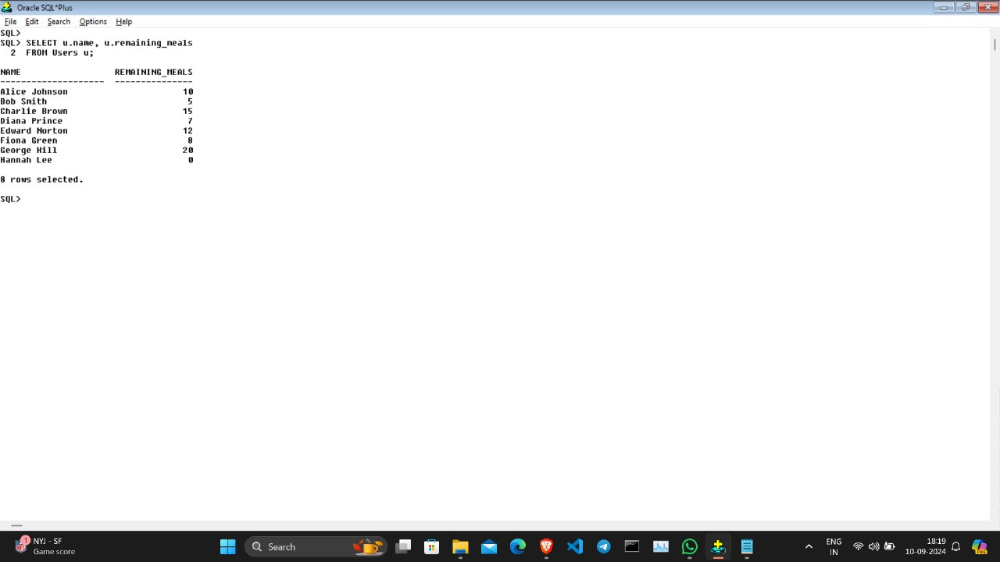 Oracle SQL*Plus
File Edit Search Options Help
SQL>
SQL> SELECT u.name, u.remaining_meals
  2  FROM Users u;
NAME                 REMAINING_MEALS
-------------------- ---------------
Alice Johnson                     10
Bob Smith                          5
Charlie Brown                     15
Diana Prince                       7
Edward Norton                     12
Fiona Green                        8
George Hill                       20
Hannah Lee                         0
8 rows selected.
SQL>
1
NYJ - SF
Game score
Search
ENG
IN
18:19
10-09-2024
PRE